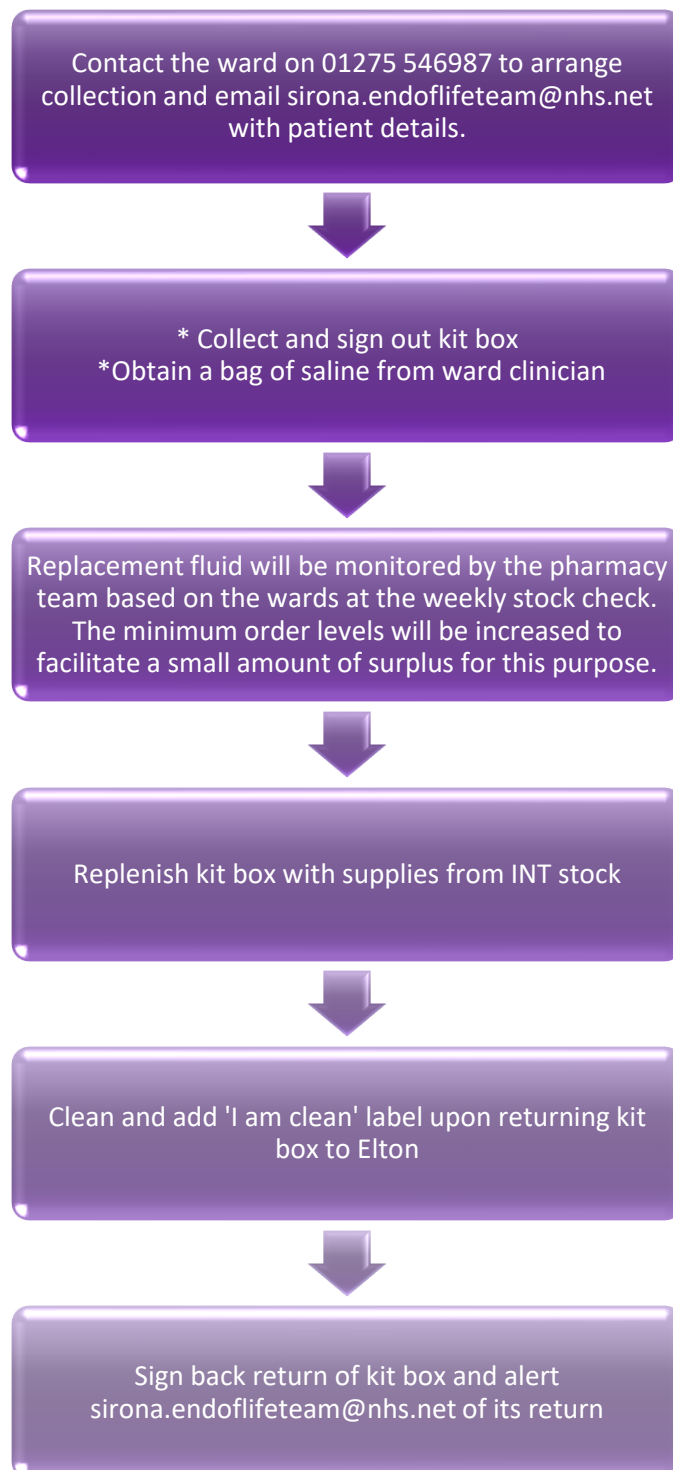 Contact the ward on 01275 546987 to arrange
collection and email sirona.endoflifeteam@nhs.net
with patient details.
* Collect and sign out kit box
*Obtain a bag of saline from ward clinician
Replacement fluid will be monitored by the pharmacy
team based on the wards at the weekly stock check.
The minimum order levels will be increased to
facilitate a small amount of surplus for this purpose.
Replenish kit box with supplies from INT stock
Clean and add 'I am clean' label upon returning kit
box to Elton
Sign back return of kit box and alert
sirona.endoflifeteam@nhs.net of its return